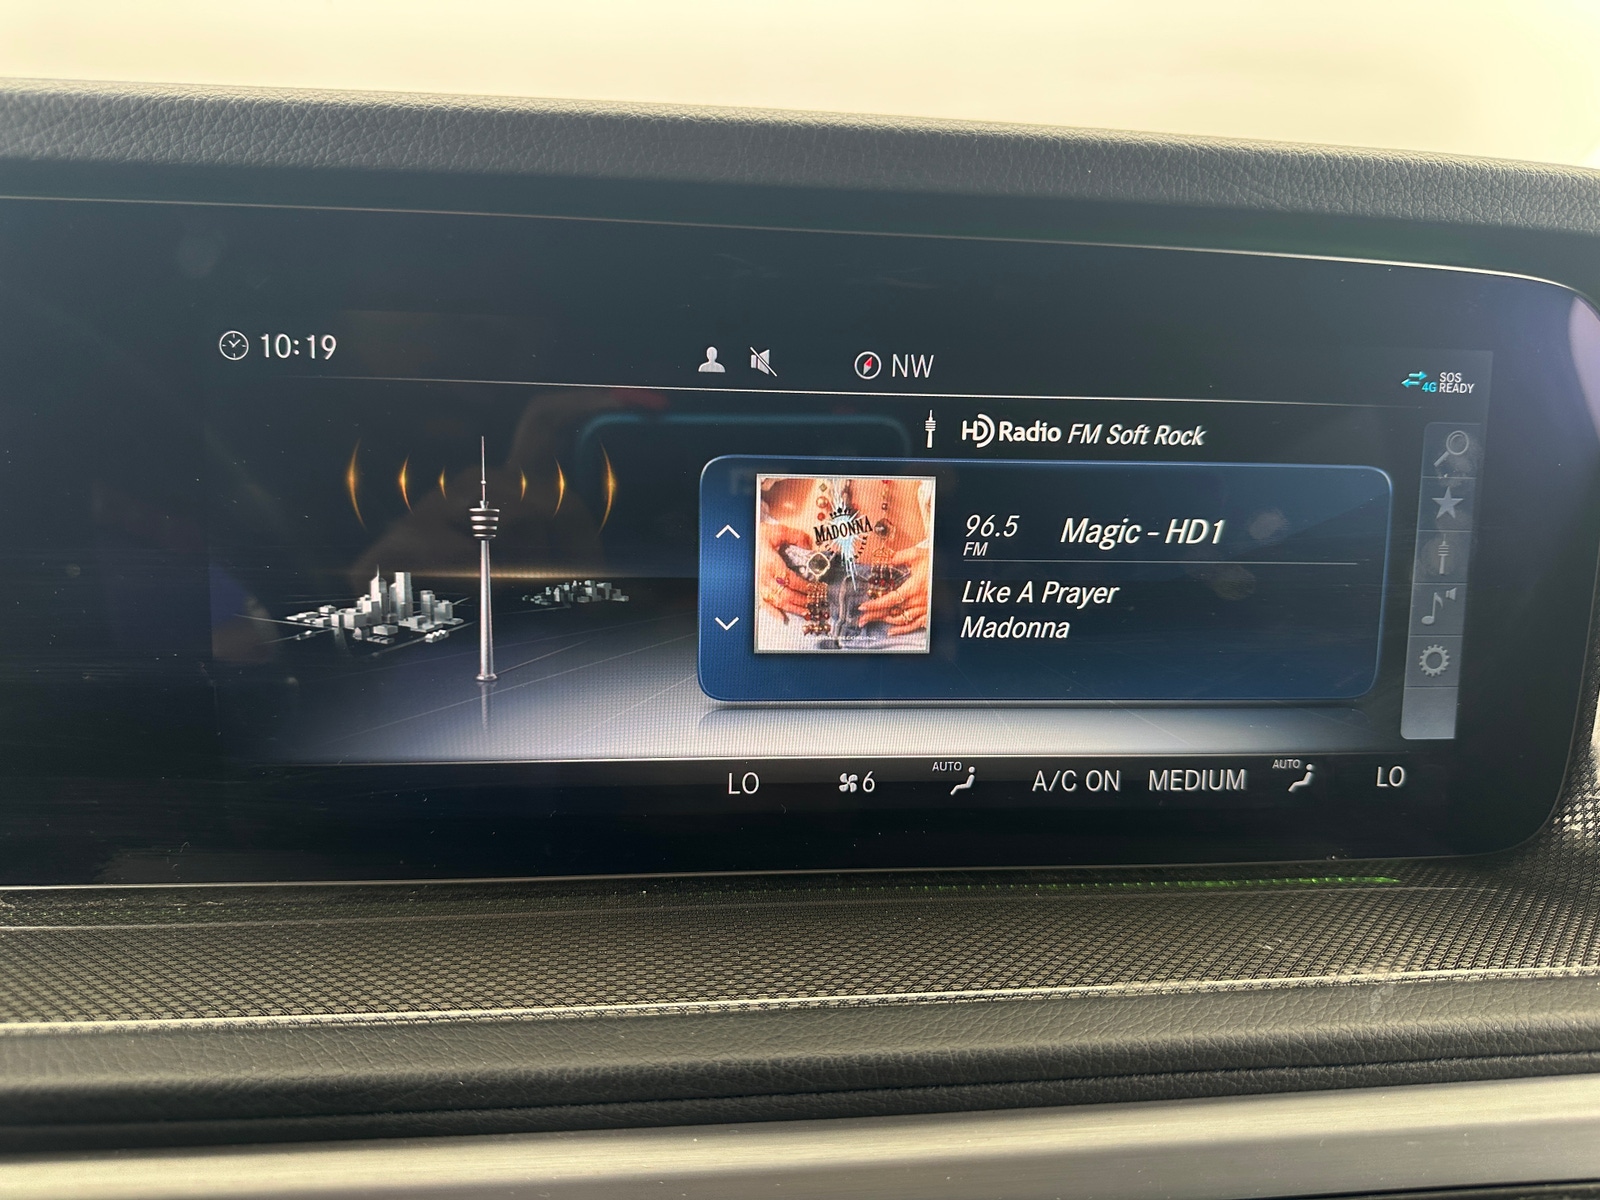 10:19
NW
4G SOS READY
HD Radio FM Soft Rock
MADONNA
96.5 FM
Magic - HD1
Like A Prayer
Madonna
LO 6 AUTO A/C ON MEDIUM AUTO LO